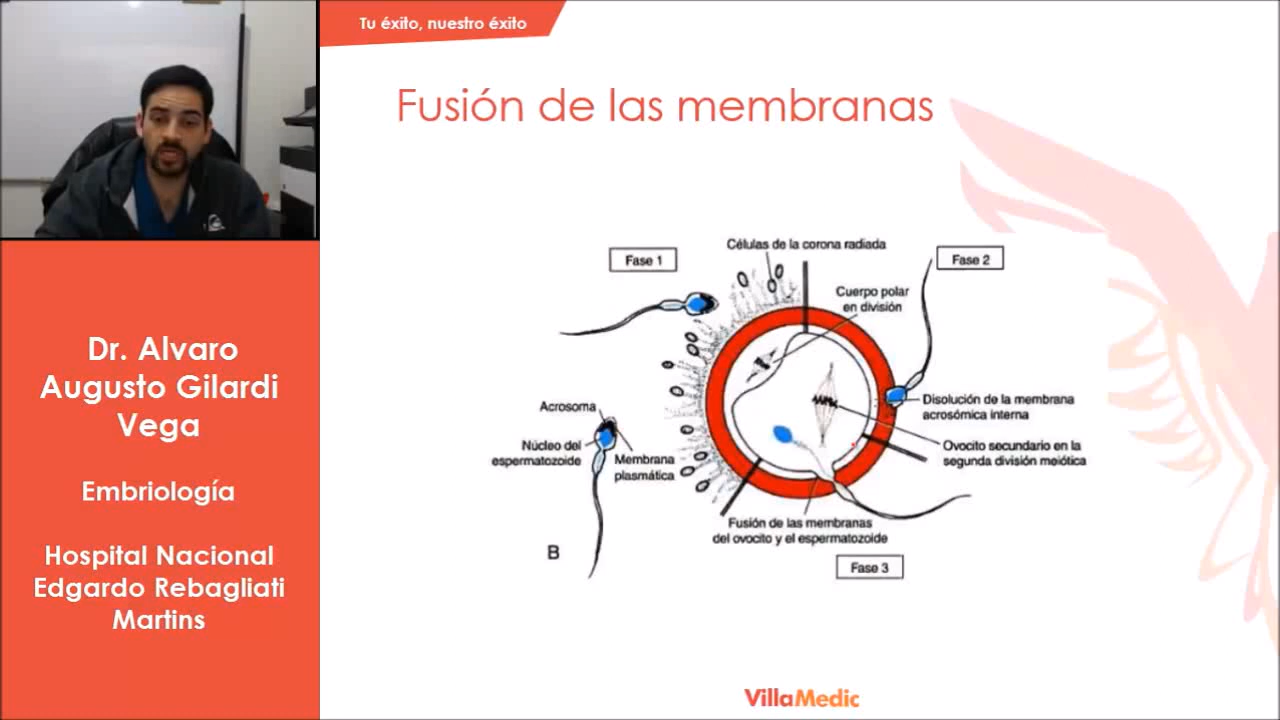 Tu éxito, nuestro éxito
Fusión de las membranas
Dr. Alvaro
Augusto Gilardi
Vega
Embriología
Hospital Nacional
Edgardo Rebagliati
Martins
Fase 1
Células de la corona radiada
Fase 2
Cuerpo polar
en división
Acrosoma
Núcleo del
espermatozoide
Membrana
plasmática
Disolución de la membrana
acrosómica interna
Ovocito secundario en la
segunda división meiótica
Fusión de las membranas
del ovocito y el espermatozoide
B
Fase 3
VillaMedic